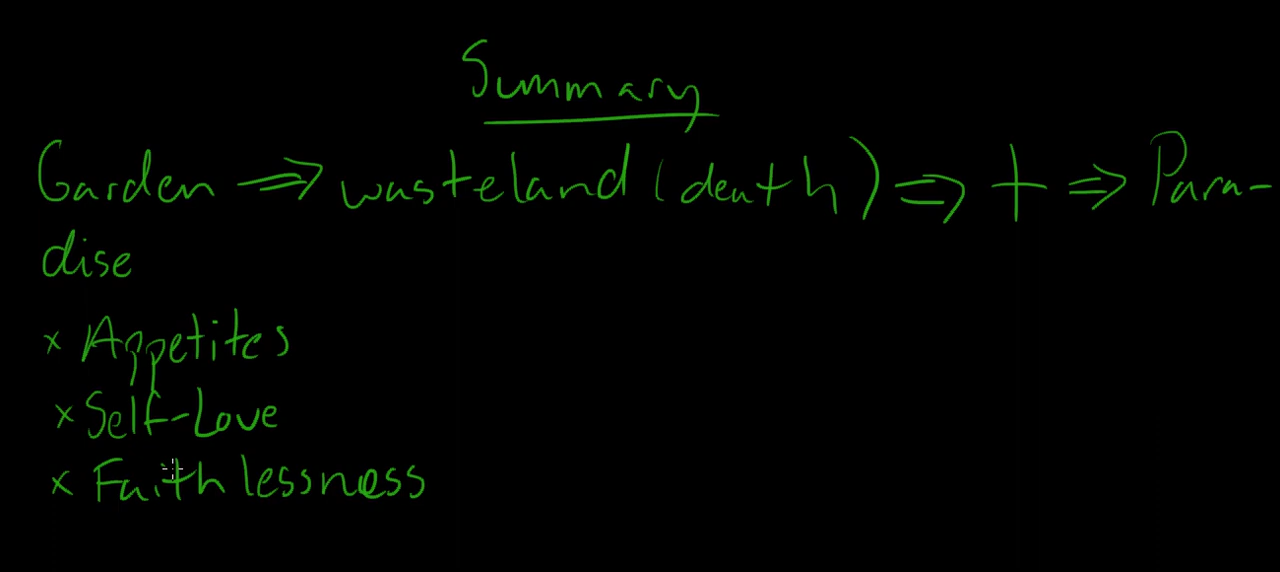 Summary
Garden ⇒ wasteland (death) ⇒ + ⇒ Para-
dise
x Appetites
x Self-Love
x Faithlessness